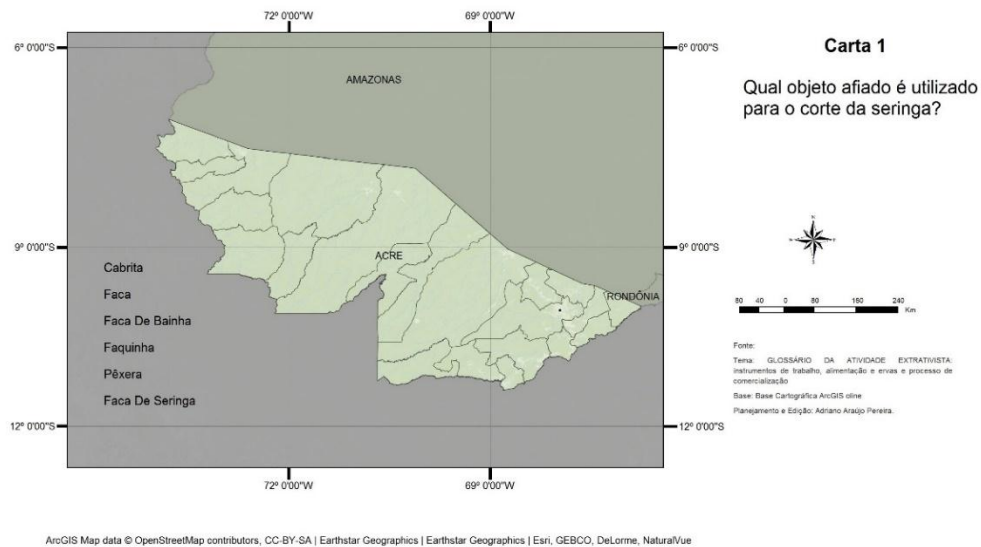 72º 0'00"W
69º 0'00"W
6º 0'00"S
6º 0'00"S
Carta 1
AMAZONAS
Qual objeto afiado é utilizado
para o corte da seringa?
9º 0'00"S
9º 0'00"S
ACRE
Cabrita
Faca
RONDÔNIA
Faca De Bainha
Faquinha
Pêxera
Faca De Seringa
80 40 0 80 160 240
Km
Fonte:
Tema: GLOSSÁRIO DA ATIVIDADE EXTRATIVISTA:
instrumentos de trabalho, alimentação e ervas e processo de
comercialização
Base: Base Cartográfica ArcGIS oline
Planejamento e Edição: Adriano Araújo Pereira.
12º 0'00"S
12º 0'00"S
72º 0'00"W
69º 0'00"W
ArcGIS Map data © OpenStreetMap contributors, CC-BY-SA | Earthstar Geographics | Earthstar Geographics | Esri, GEBCO, DeLorme, NaturalVue